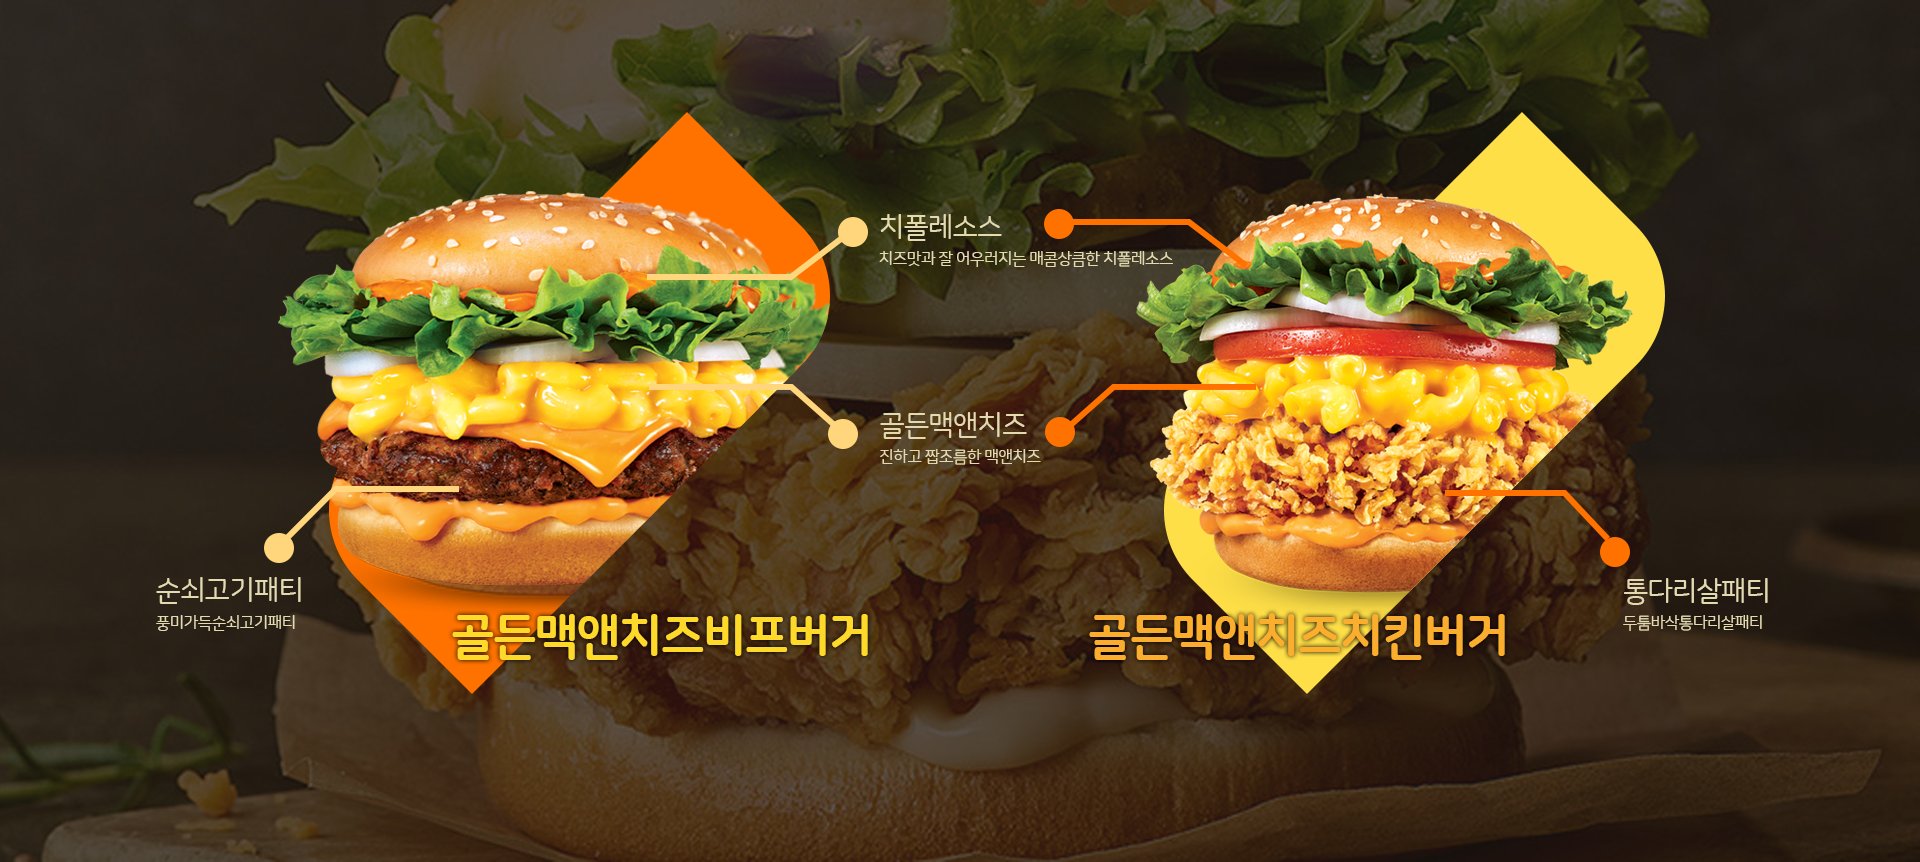 치폴레소스
치즈맛과 잘 어우러지는 매콤상큼한 치폴레소스
골든맥앤치즈
진하고 짭조름한 맥앤치즈
순쇠고기패티
풍미가득순쇠고기패티
통다리살패티
두툼바삭통다리살패티
골든맥앤치즈비프버거
골든맥앤치즈치킨버거